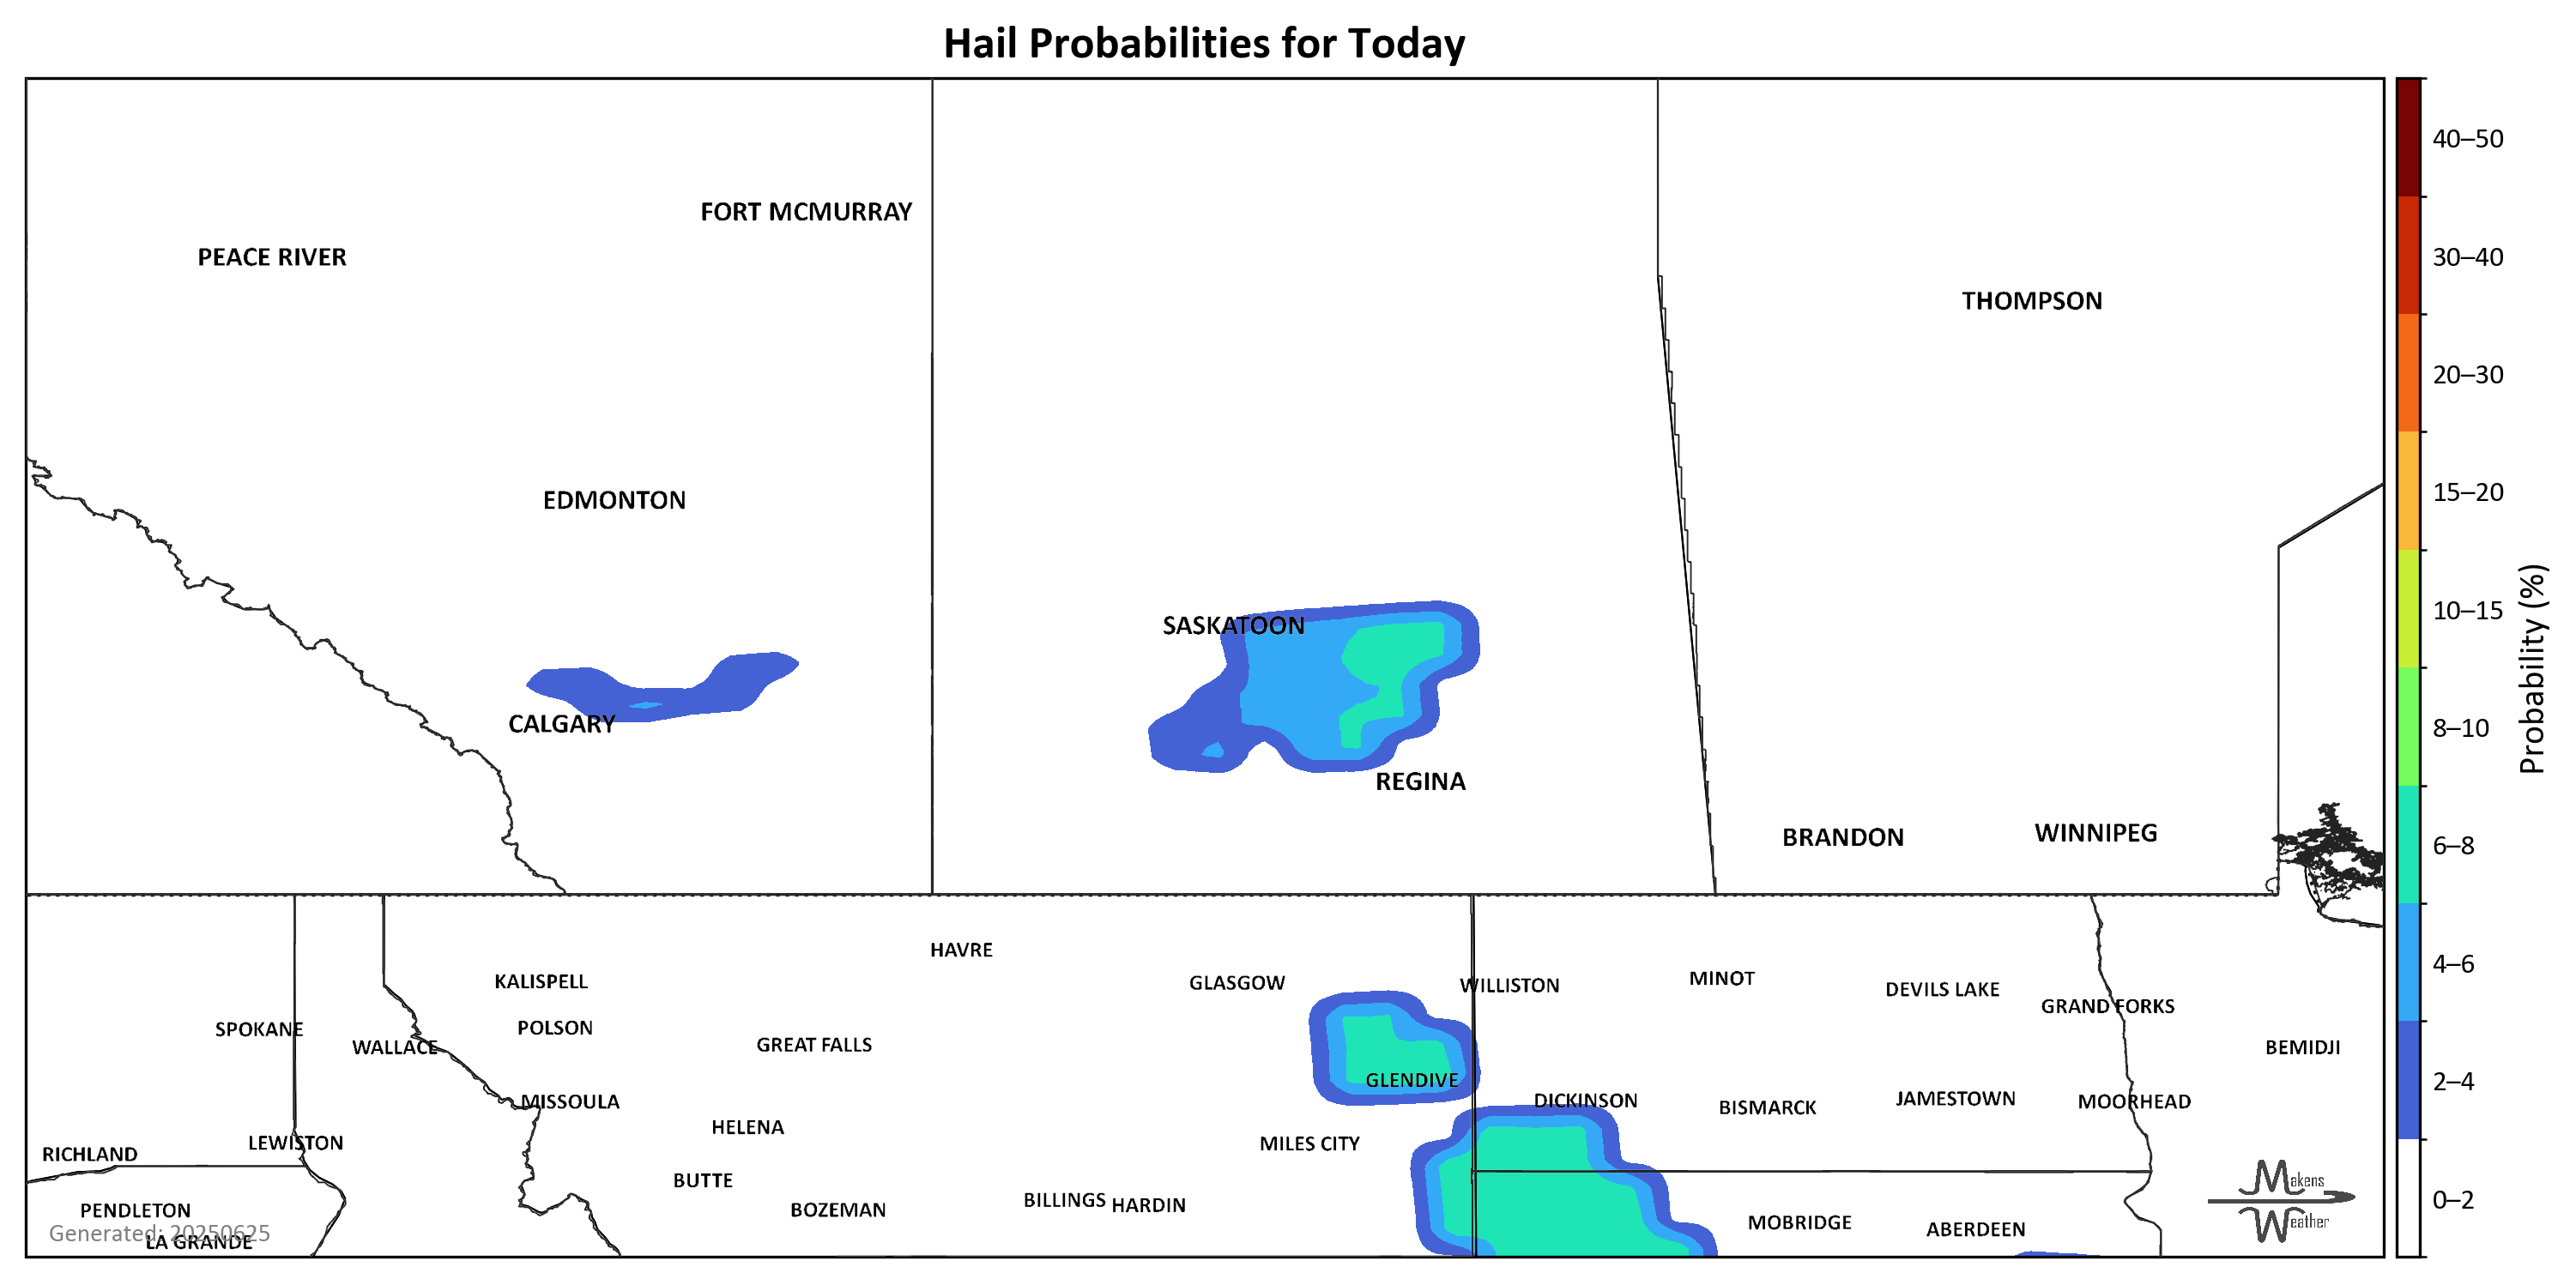 Hail Probabilities for Today
40–50
FORT MCMURRAY
PEACE RIVER
30–40
THOMPSON
20–30
15–20
EDMONTON
10–15
SASKATOON
Probability (%)
CALGARY
8–10
REGINA
BRANDON
WINNIPEG
6–8
HAVRE
4–6
KALISPELL
GLASGOW
WILLISTON
MINOT
DEVILS LAKE
GRAND FORKS
SPOKANE
POLSON
WALLACE
GREAT FALLS
BEMIDJI
GLENDIVE
2–4
MISSOULA
DICKINSON
BISMARCK
JAMESTOWN
MOORHEAD
HELENA
LEWISTON
MILES CITY
RICHLAND
BUTTE
Makens
Weather
0–2
BILLINGS
HARDIN
PENDLETON
BOZEMAN
MOBRIDGE
ABERDEEN
Generated: 20250625
LA GRANDE